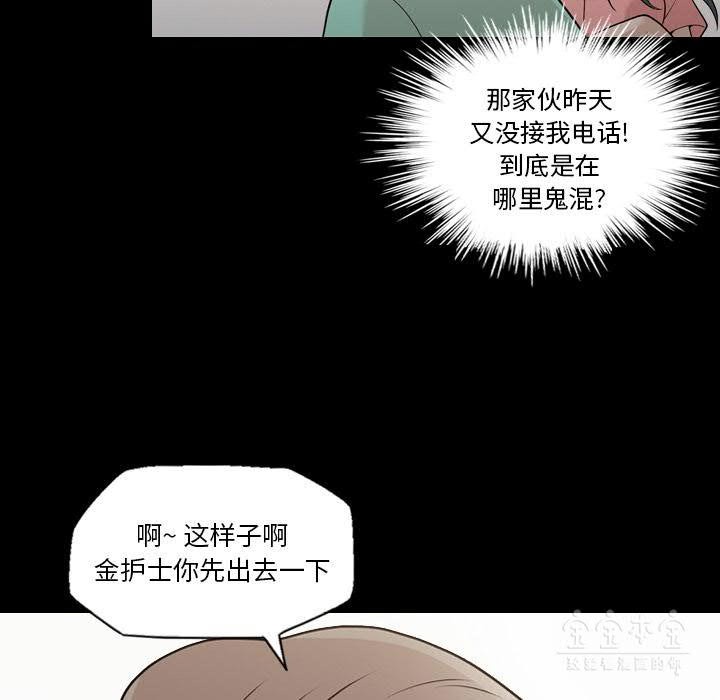 那家伙昨天
又没接我电话!
到底是在
哪里鬼混?
啊~ 这样子啊
金护士你先出去一下